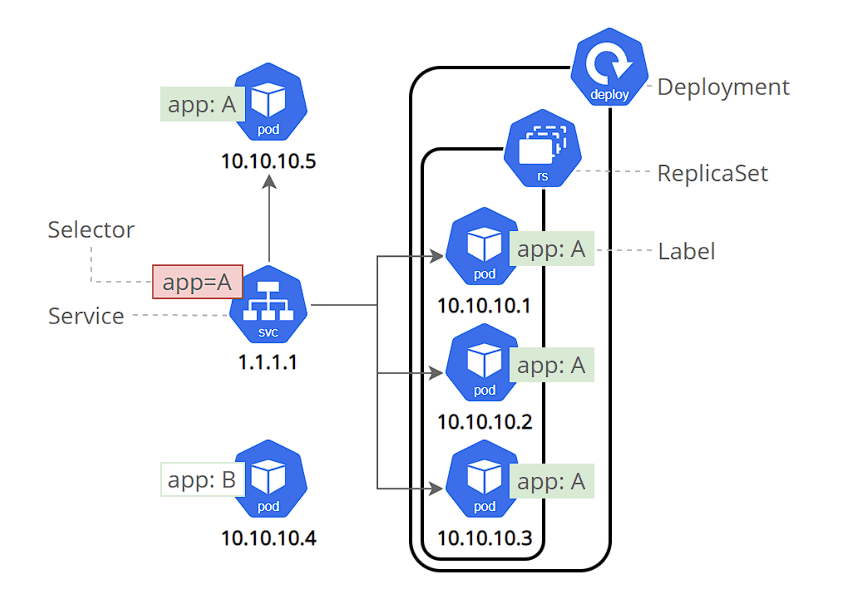 deploy
Deployment
app: A
pod
10.10.10.5
rs
ReplicaSet
Selector
app=A
Service
svc
1.1.1.1
app: A
Label
pod
10.10.10.1
app: A
pod
10.10.10.2
app: B
pod
10.10.10.4
app: A
pod
10.10.10.3